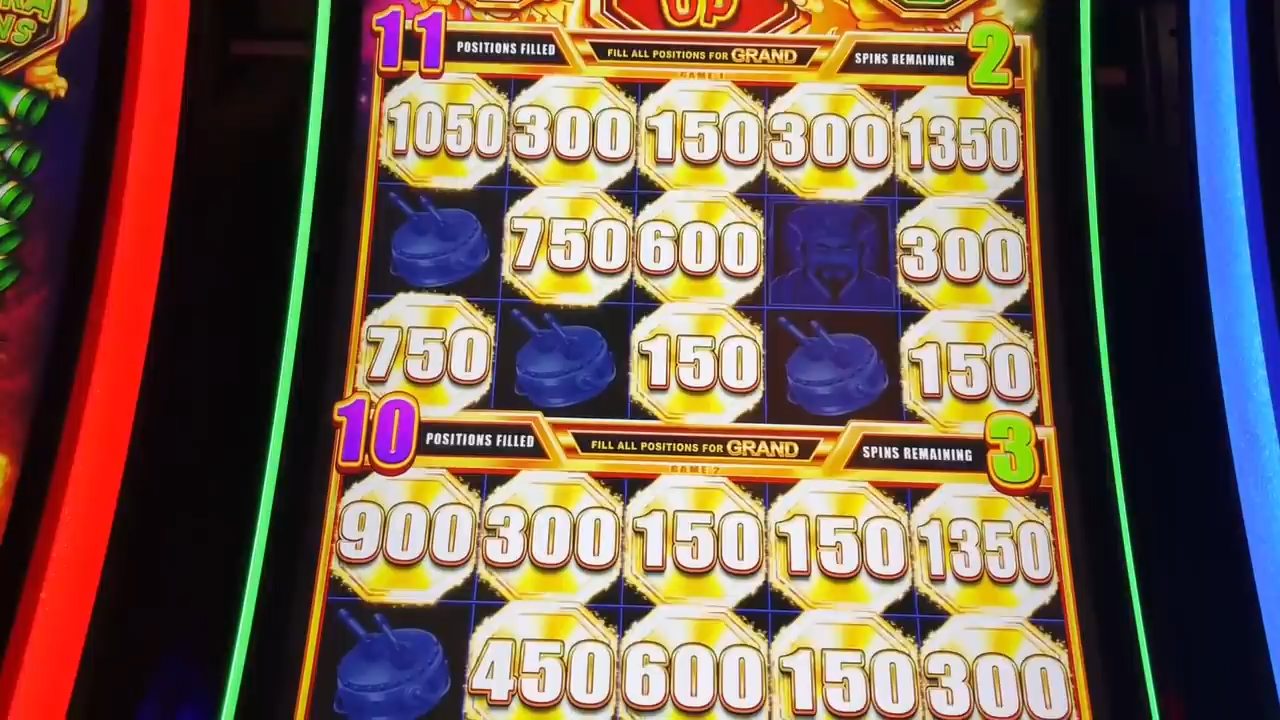 UP
11 POSITIONS FILLED FILL ALL POSITIONS FOR GRAND SPINS REMAINING 2
GAME 1
1050 300 150 300 1350
750 600 300
750 150 150
10 POSITIONS FILLED FILL ALL POSITIONS FOR GRAND SPINS REMAINING 3
GAME 2
900 300 150 150 1350
450 600 150 300